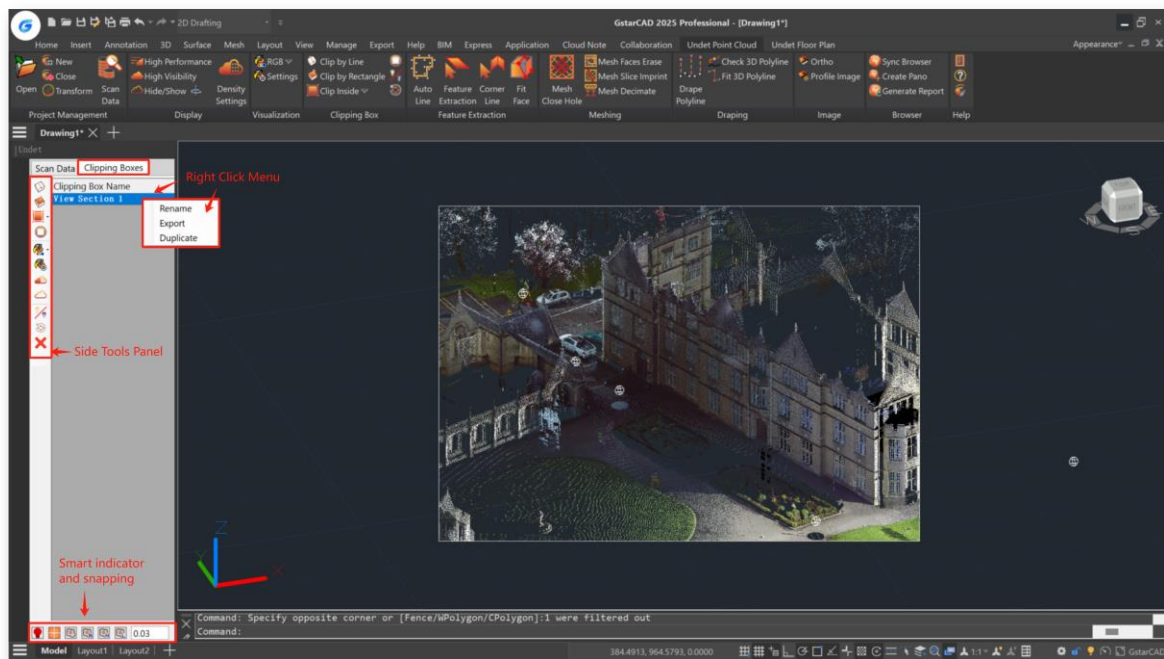 2D Drafting
GstarCAD 2025 Professional - [Drawing1*]
Home Insert Annotation 3D Surface Mesh Layout View Manage Export Help BIM Express Application Cloud Note Collaboration Undet Point Cloud Undet Floor Plan Appearance
New High Performance RGB Clip by Line Mesh Faces Erase Check 3D Polyline Ortho Sync Browser
Close High Visibility Settings Clip by Rectangle Mesh Slice Imprint Fit 3D Polyline Profile Image Create Pano
Transform Hide/Show Clip Inside Mesh Decimate Generate Report
Open Scan Data Density Settings Auto Line Feature Extraction Corner Line Fit Face Mesh Close Hole Drape Polyline
Project Management Display Visualization Clipping Box Feature Extraction Meshing Draping Image Browser Help
Drawing1*
Undet
Scan Data Clipping Boxes
Right Click Menu
Clipping Box Name
View Section 1
Rename
Export
Duplicate
Side Tools Panel
Smart indicator
and snapping
Z
Y
X
N
S
0.03
Command: Specify opposite corner or [Fence/WPolygon/CPolygon]:1 were filtered out
Command:
Model Layout1 Layout2
384.4913, 964.5793, 0.0000
1:1
GstarCAD